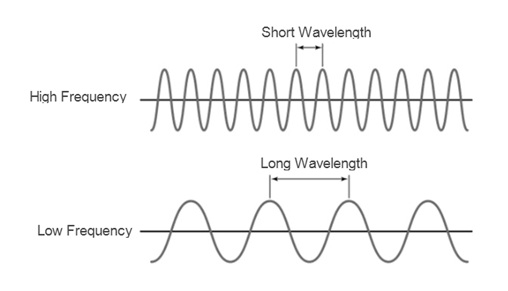 Short Wavelength
High Frequency
Long Wavelength
Low Frequency